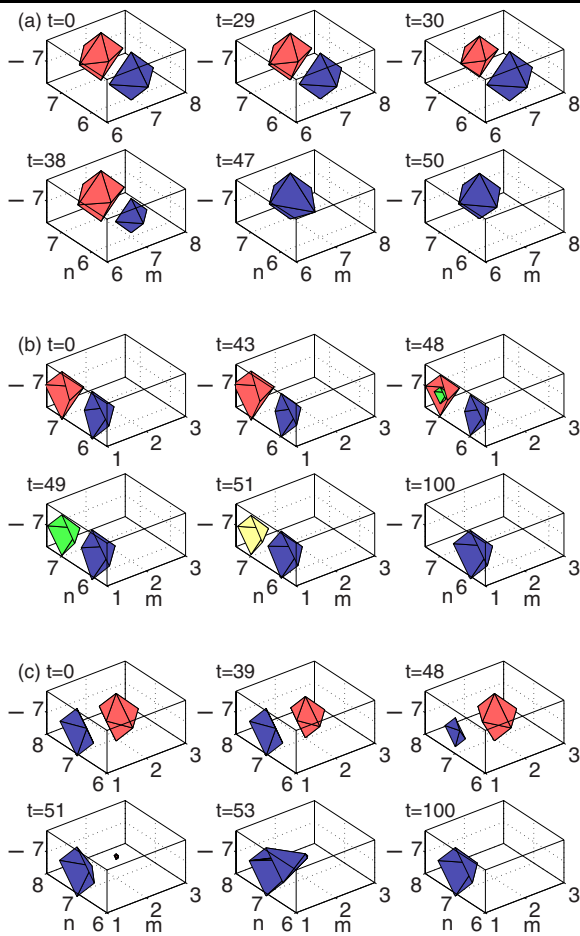 (a) t=0 t=29 t=30
7 7 7
7 6 6 7 8 7 6 6 7 8 7 6 6 7 8
t=38 t=47 t=50
7 7 7
7 n 6 6 7 m 8 7 n 6 6 7 m 8 7 n 6 6 7 m 8
(b) t=0 t=43 t=48
7 7 7
7 6 1 2 3 7 6 1 2 3 7 6 1 2 3
t=49 t=51 t=100
7 7 7
7 n 6 1 2 m 3 7 n 6 1 2 m 3 7 n 6 1 2 m 3
(c) t=0 t=39 t=48
7 7 7
8 7 6 1 2 3 8 7 6 1 2 3 8 7 6 1 2 3
t=51 t=53 t=100
7 7 7
8 7 n 6 1 2 m 3 8 7 n 6 1 2 m 3 8 7 n 6 1 2 m 3